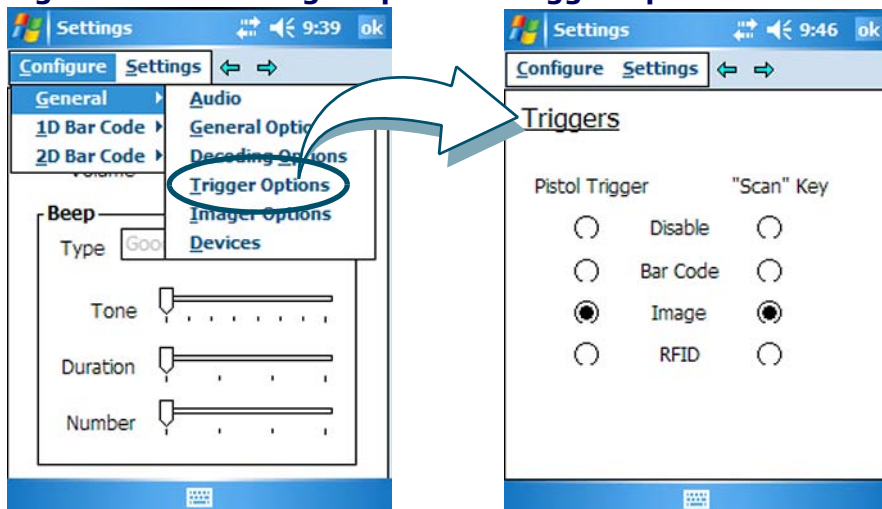 Settings 9:39 ok
Configure Settings
General
1D Bar Code
2D Bar Code
Audio
General Optio
Decoding Options
Trigger Options
Imager Options
Devices
Volume
Beep
Type Goo
Tone
Duration
Number
Settings 9:46 ok
Configure Settings
Triggers
Pistol Trigger "Scan" Key
Disable
Bar Code
Image
RFID